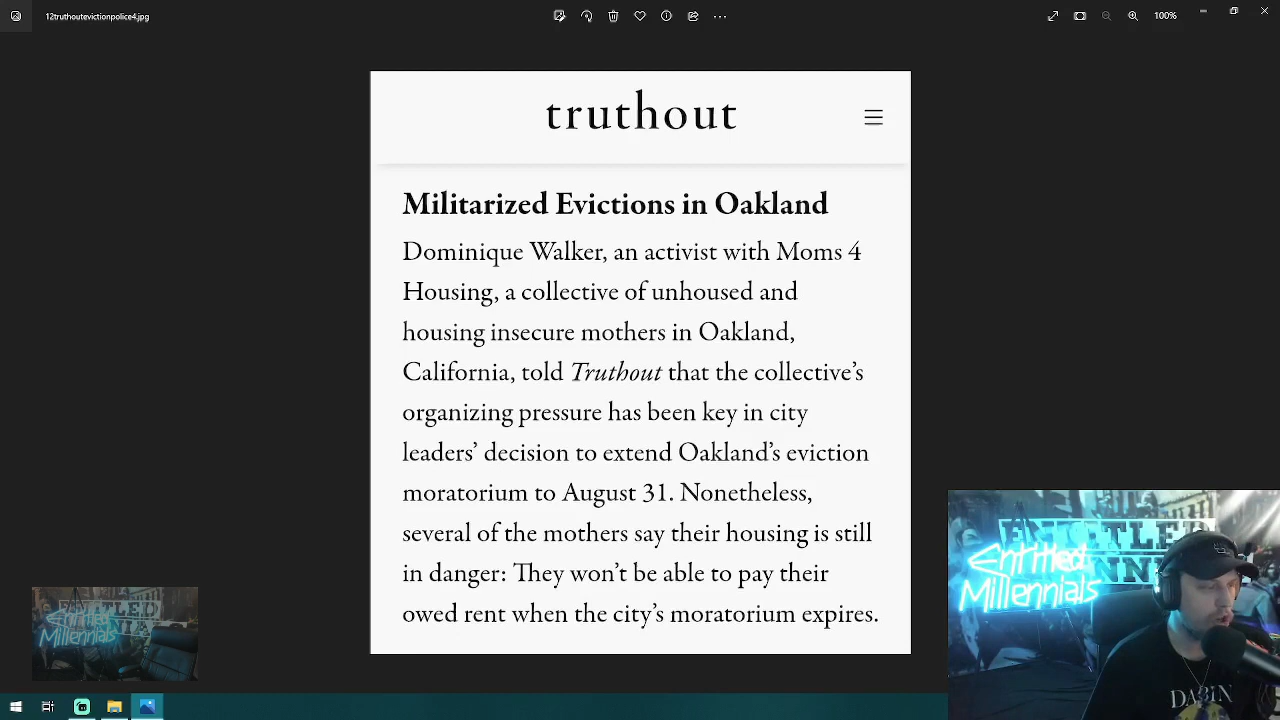 12truthoutevictionpolice4.jpg
100%
truthout
Militarized Evictions in Oakland
Dominique Walker, an activist with Moms 4
Housing, a collective of unhoused and
housing insecure mothers in Oakland,
California, told Truthout that the collective's
organizing pressure has been key in city
leaders' decision to extend Oakland's eviction
moratorium to August 31. Nonetheless,
several of the mothers say their housing is still
in danger: They won't be able to pay their
owed rent when the city's moratorium expires.
Entitled
Millennials
Entitled
Millennials
DABIN